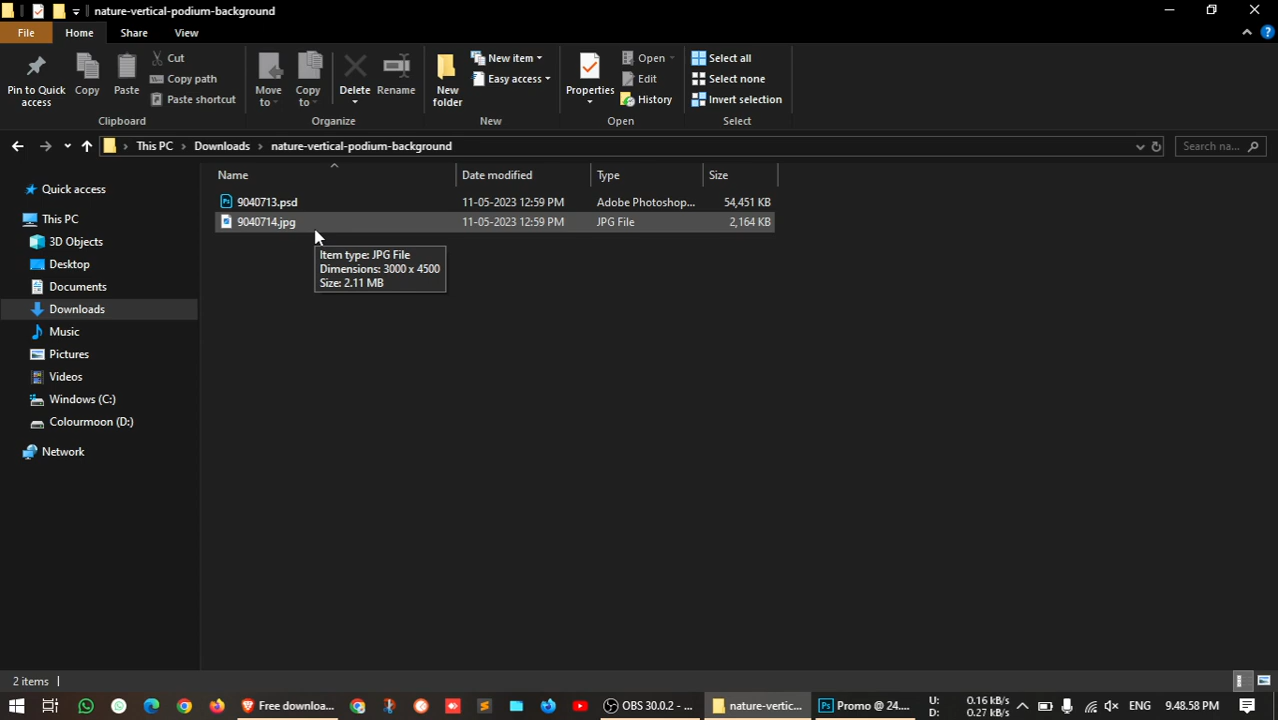 nature-vertical-podium-background
File Home Share View
Pin to Quick access
Copy
Paste
Cut
Copy path
Paste shortcut
Move to
Copy to
Delete
Rename
New folder
New item
Easy access
Properties
Open
Edit
History
Select all
Select none
Invert selection
Clipboard Organize New Open Select
This PC Downloads nature-vertical-podium-background
Search na...
Name Date modified Type Size
9040713.psd 11-05-2023 12:59 PM Adobe Photoshop... 54,451 KB
9040714.jpg 11-05-2023 12:59 PM JPG File 2,164 KB
Item type: JPG File
Dimensions: 3000 x 4500
Size: 2.11 MB
Quick access
This PC
3D Objects
Desktop
Documents
Downloads
Music
Pictures
Videos
Windows (C:)
Colourmoon (D:)
Network
2 items
Free downloa...
OBS 30.0.2 - ...
nature-vertic...
Ps Promo @ 24....
U: 0.16 kB/s
D: 0.27 kB/s
ENG
9.48.58 PM